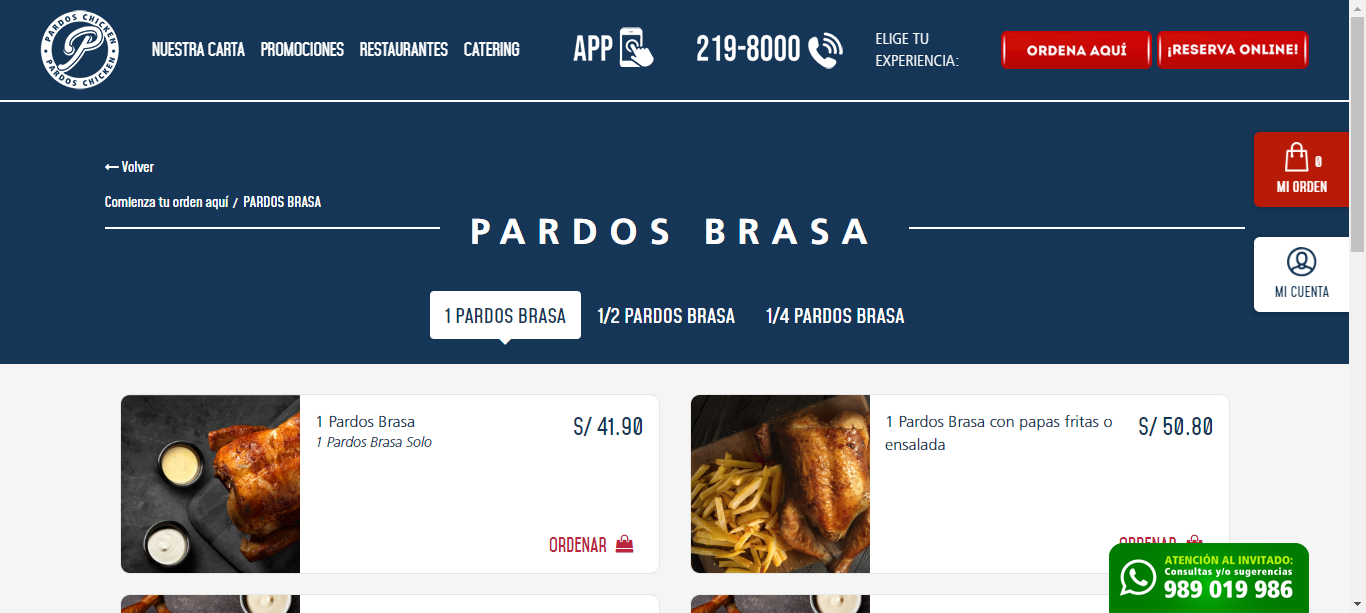 PARDOS CHICKEN
PARDOS CHICKEN
NUESTRA CARTA
PROMOCIONES
RESTAURANTES
CATERING
APP
219-8000
ELIGE TU
EXPERIENCIA:
ORDENA AQUÍ
¡RESERVA ONLINE!
0
MI ORDEN
MI CUENTA
Volver
Comienza tu orden aquí / PARDOS BRASA
PARDOS BRASA
1 PARDOS BRASA
1/2 PARDOS BRASA
1/4 PARDOS BRASA
1 Pardos Brasa
S/ 41.90
1 Pardos Brasa Solo
ORDENAR
1 Pardos Brasa con papas fritas o
ensalada
S/ 50.80
ORDENAR
ATENCIÓN AL INVITADO:
Consultas y/o sugerencias
989 019 986